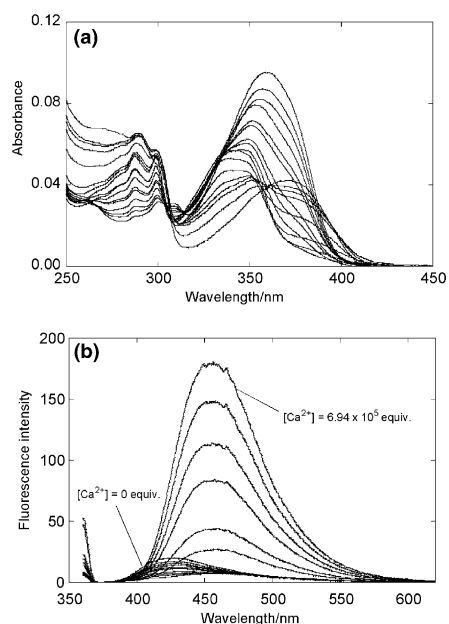 (a)
0.12
0.08
0.04
0.00
Absorbance
250 300 350 400 450
Wavelength/nm
(b)
200
150
100
50
0
Fluorescence intensity
[Ca²⁺] = 6.94 x 10⁵ equiv.
[Ca²⁺] = 0 equiv.
350 400 450 500 550 600
Wavelength/nm